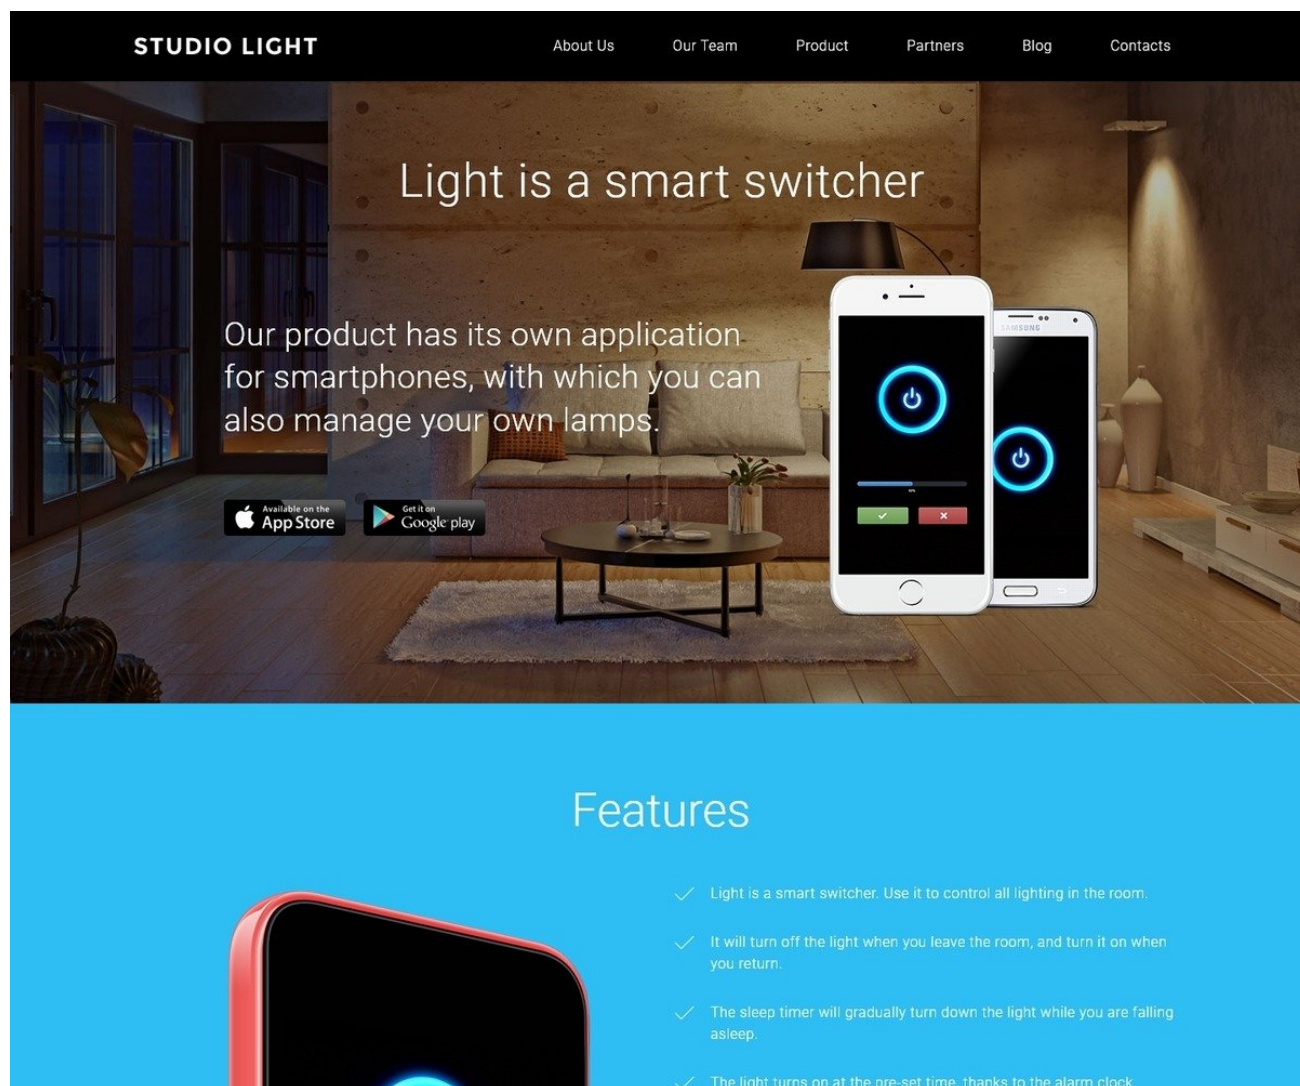 STUDIO LIGHT
About Us Our Team Product Partners Blog Contacts
Light is a smart switcher
Our product has its own application
for smartphones, with which you can
also manage your own lamps.
SAMSUNG
Available on the
App Store
Get it on
Google play
Features
Light is a smart switcher. Use it to control all lighting in the room.
It will turn off the light when you leave the room, and turn it on when
you return.
The sleep timer will gradually turn down the light while you are falling
asleep.
The light turns on at the pre-set time, thanks to the alarm clock